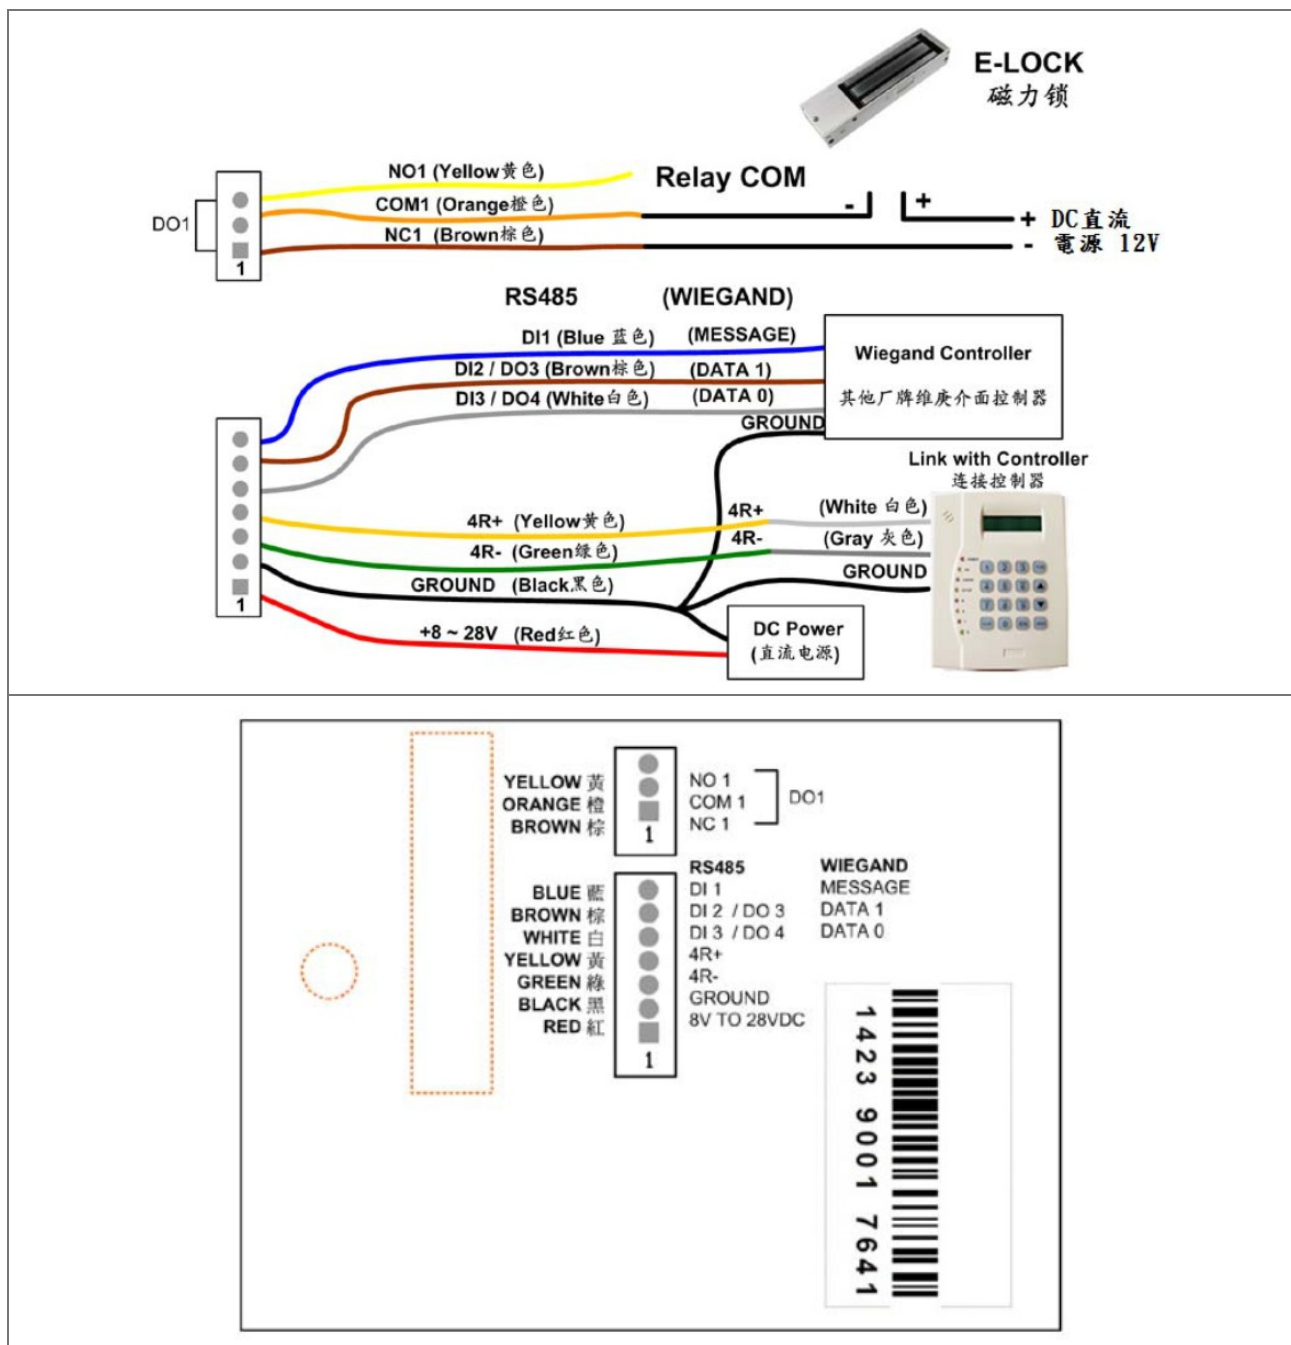 E-LOCK
磁力锁
NO1 (Yellow黄色)
Relay COM
COM1 (Orange橙色)
- +
DO1
+ DC直流
NC1 (Brown棕色)
- 電源 12V
1
RS485 (WIEGAND)
DI1 (Blue 蓝色) (MESSAGE)
Wiegand Controller
DI2 / DO3 (Brown棕色) (DATA 1)
DI3 / DO4 (White白色) (DATA 0)
其他厂牌维庚介面控制器
GROUND
Link with Controller
连接控制器
4R+ (Yellow黄色) 4R+ (White 白色)
4R- (Green绿色) 4R- (Gray 灰色)
GROUND (Black黑色) GROUND
1
+8 ~ 28V (Red红色)
DC Power
(直流电源)
YELLOW 黃 NO 1
ORANGE 橙 COM 1 DO1
BROWN 棕 NC 1
1
RS485 WIEGAND
BLUE 藍 DI 1 MESSAGE
BROWN 棕 DI 2 / DO 3 DATA 1
WHITE 白 DI 3 / DO 4 DATA 0
YELLOW 黃 4R+
GREEN 綠 4R-
BLACK 黑 GROUND
RED 紅 8V TO 28VDC
1
1423 9001 7641